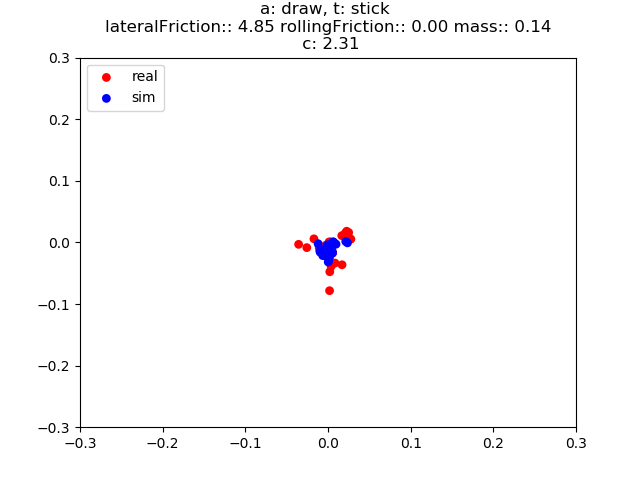 a: draw, t: stick
lateralFriction:: 4.85 rollingFriction:: 0.00 mass:: 0.14
c: 2.31
real
sim
0.3
0.2
0.1
0.0
−0.1
−0.2
−0.3
−0.3 −0.2 −0.1 0.0 0.1 0.2 0.3